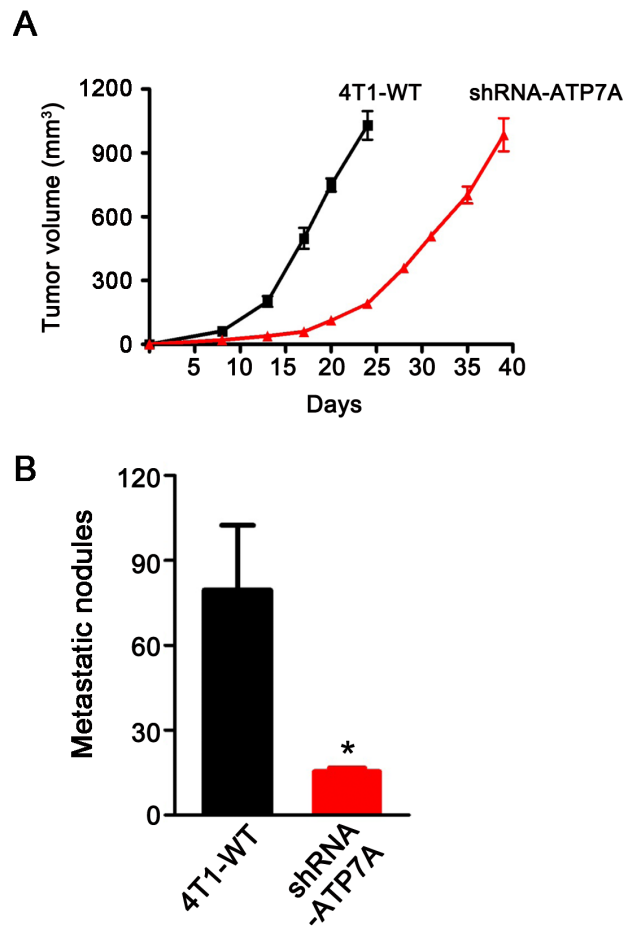 A
4T1-WT shRNA-ATP7A
Tumor volume (mm³)
1200
900
600
300
0
5 10 15 20 25 30 35 40
Days
B
Metastatic nodules
120
90
60
30
0
*
4T1-WT
shRNA
-ATP7A